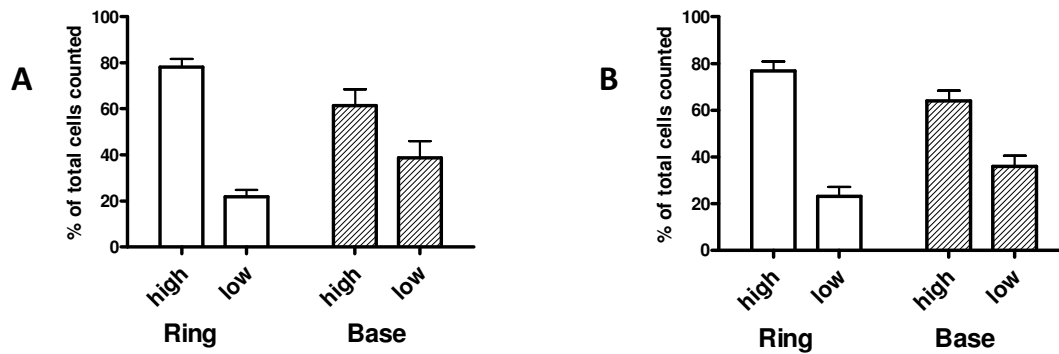 A
% of total cells counted
100
80
60
40
20
0
high
low
high
low
Ring
Base
B
% of total cells counted
100
80
60
40
20
0
high
low
high
low
Ring
Base